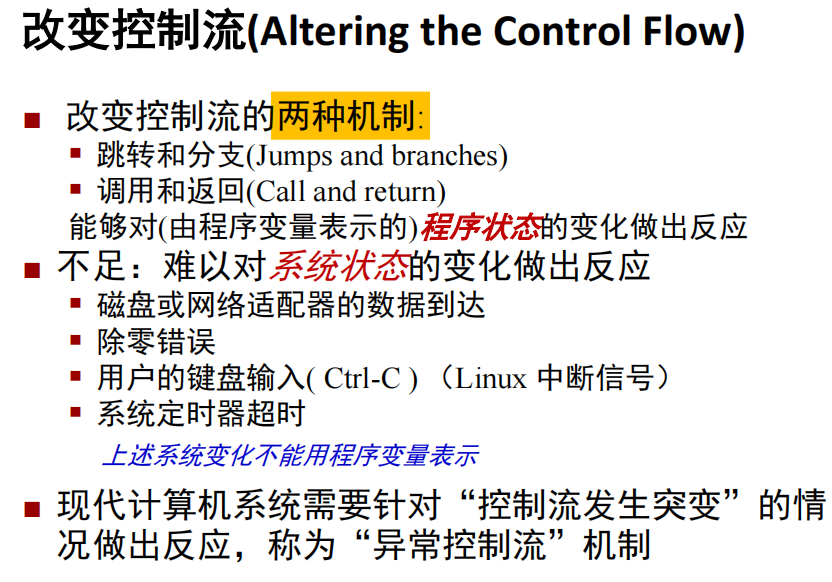 改变控制流(Altering the Control Flow)
■ 改变控制流的两种机制:
▪ 跳转和分支(Jumps and branches)
▪ 调用和返回(Call and return)
能够对(由程序变量表示的)程序状态的变化做出反应
■ 不足：难以对系统状态的变化做出反应
▪ 磁盘或网络适配器的数据到达
▪ 除零错误
▪ 用户的键盘输入( Ctrl-C ) （Linux 中断信号）
▪ 系统定时器超时
上述系统变化不能用程序变量表示
■ 现代计算机系统需要针对“控制流发生突变”的情
况做出反应，称为“异常控制流”机制